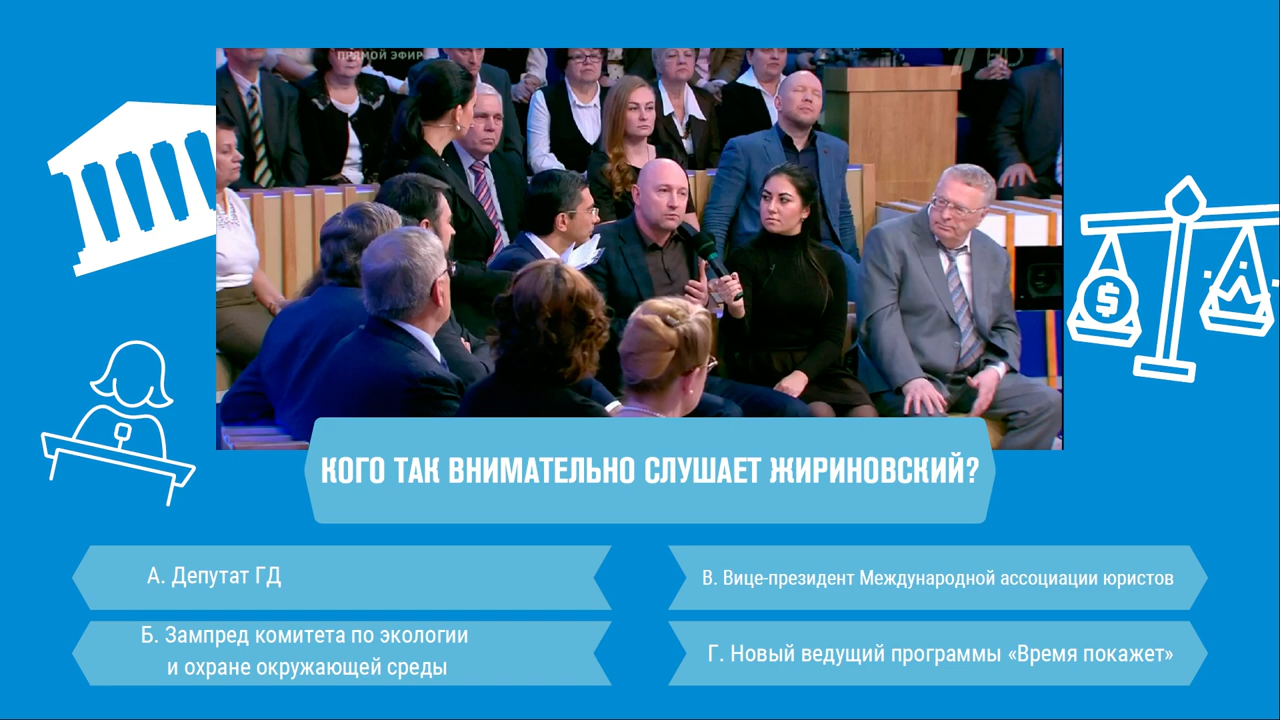 ПРЯМОЙ ЭФИР
КОГО ТАК ВНИМАТЕЛЬНО СЛУШАЕТ ЖИРИНОВСКИЙ?
А. Депутат ГД
В. Вице-президент Международной ассоциации юристов
Б. Зампред комитета по экологии
и охране окружающей среды
Г. Новый ведущий программы «Время покажет»
$